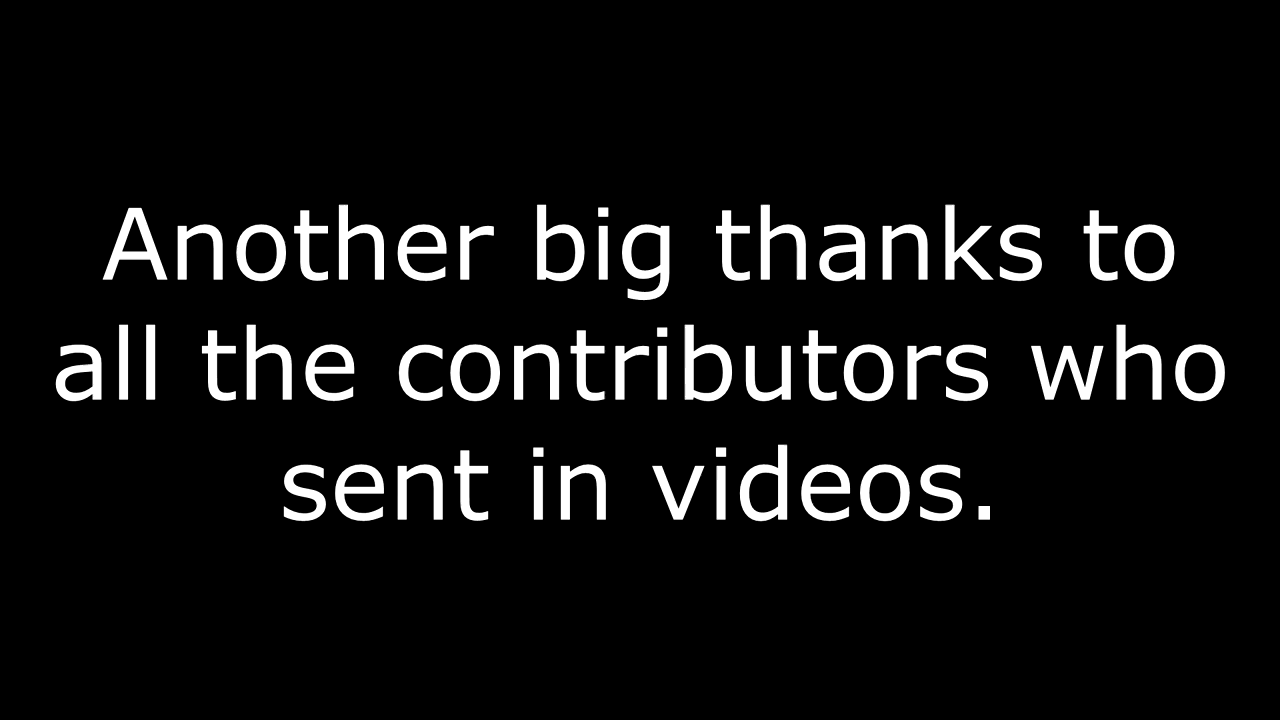 Another big thanks to
all the contributors who
sent in videos.